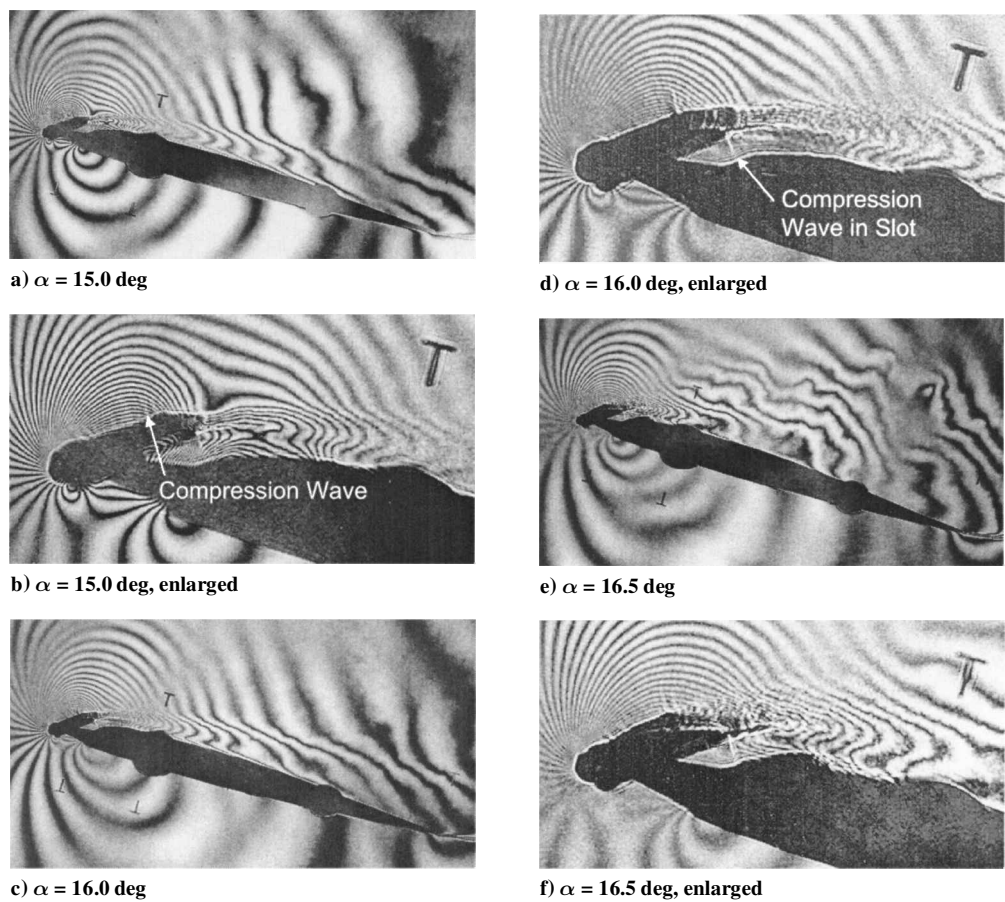 a) α = 15.0 deg
Compression Wave
b) α = 15.0 deg, enlarged
c) α = 16.0 deg
Compression
Wave in Slot
d) α = 16.0 deg, enlarged
e) α = 16.5 deg
f) α = 16.5 deg, enlarged